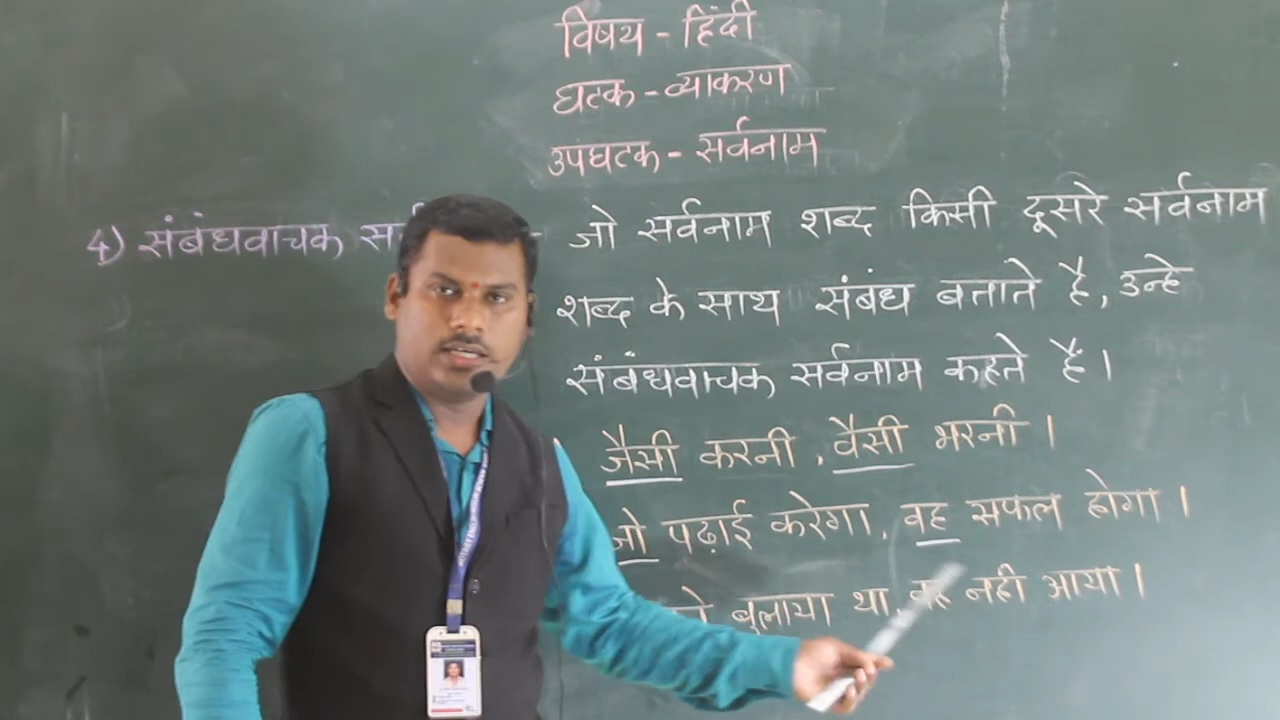 विषय - हिंदी
घटक - व्याकरण
उपघटक - सर्वनाम
4) संबंधवाचक - जो सर्वनाम शब्द किसी दूसरे सर्वनाम
शब्द के साथ संबंध बताते है, उन्हे
संबंधवाचक सर्वनाम कहते हैं।
जैसी करनी, वैसी भरनी।
जो पढ़ाई करेगा, वह सफल होगा।
बुलाया था, वह नही आया।